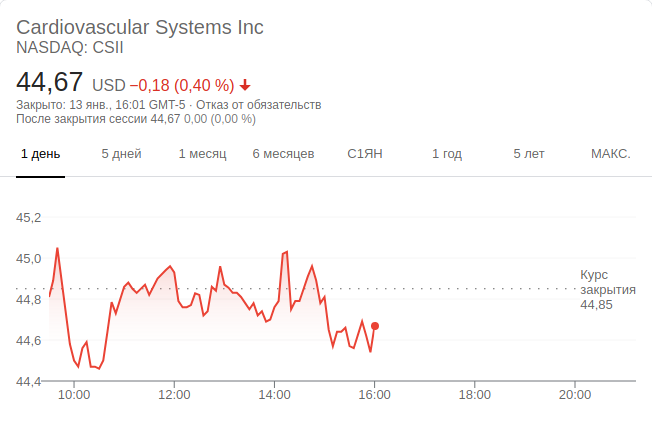 Cardiovascular Systems Inc
NASDAQ: CSII
44,67 USD −0,18 (0,40 %)
Закрыто: 13 янв., 16:01 GMT-5 · Отказ от обязательств
После закрытия сессии 44,67 0,00 (0,00 %)
1 день 5 дней 1 месяц 6 месяцев С1ЯН 1 год 5 лет МАКС.
45,2
45,0
44,8
44,6
44,4
Курс
закрытия
44,85
10:00 12:00 14:00 16:00 18:00 20:00